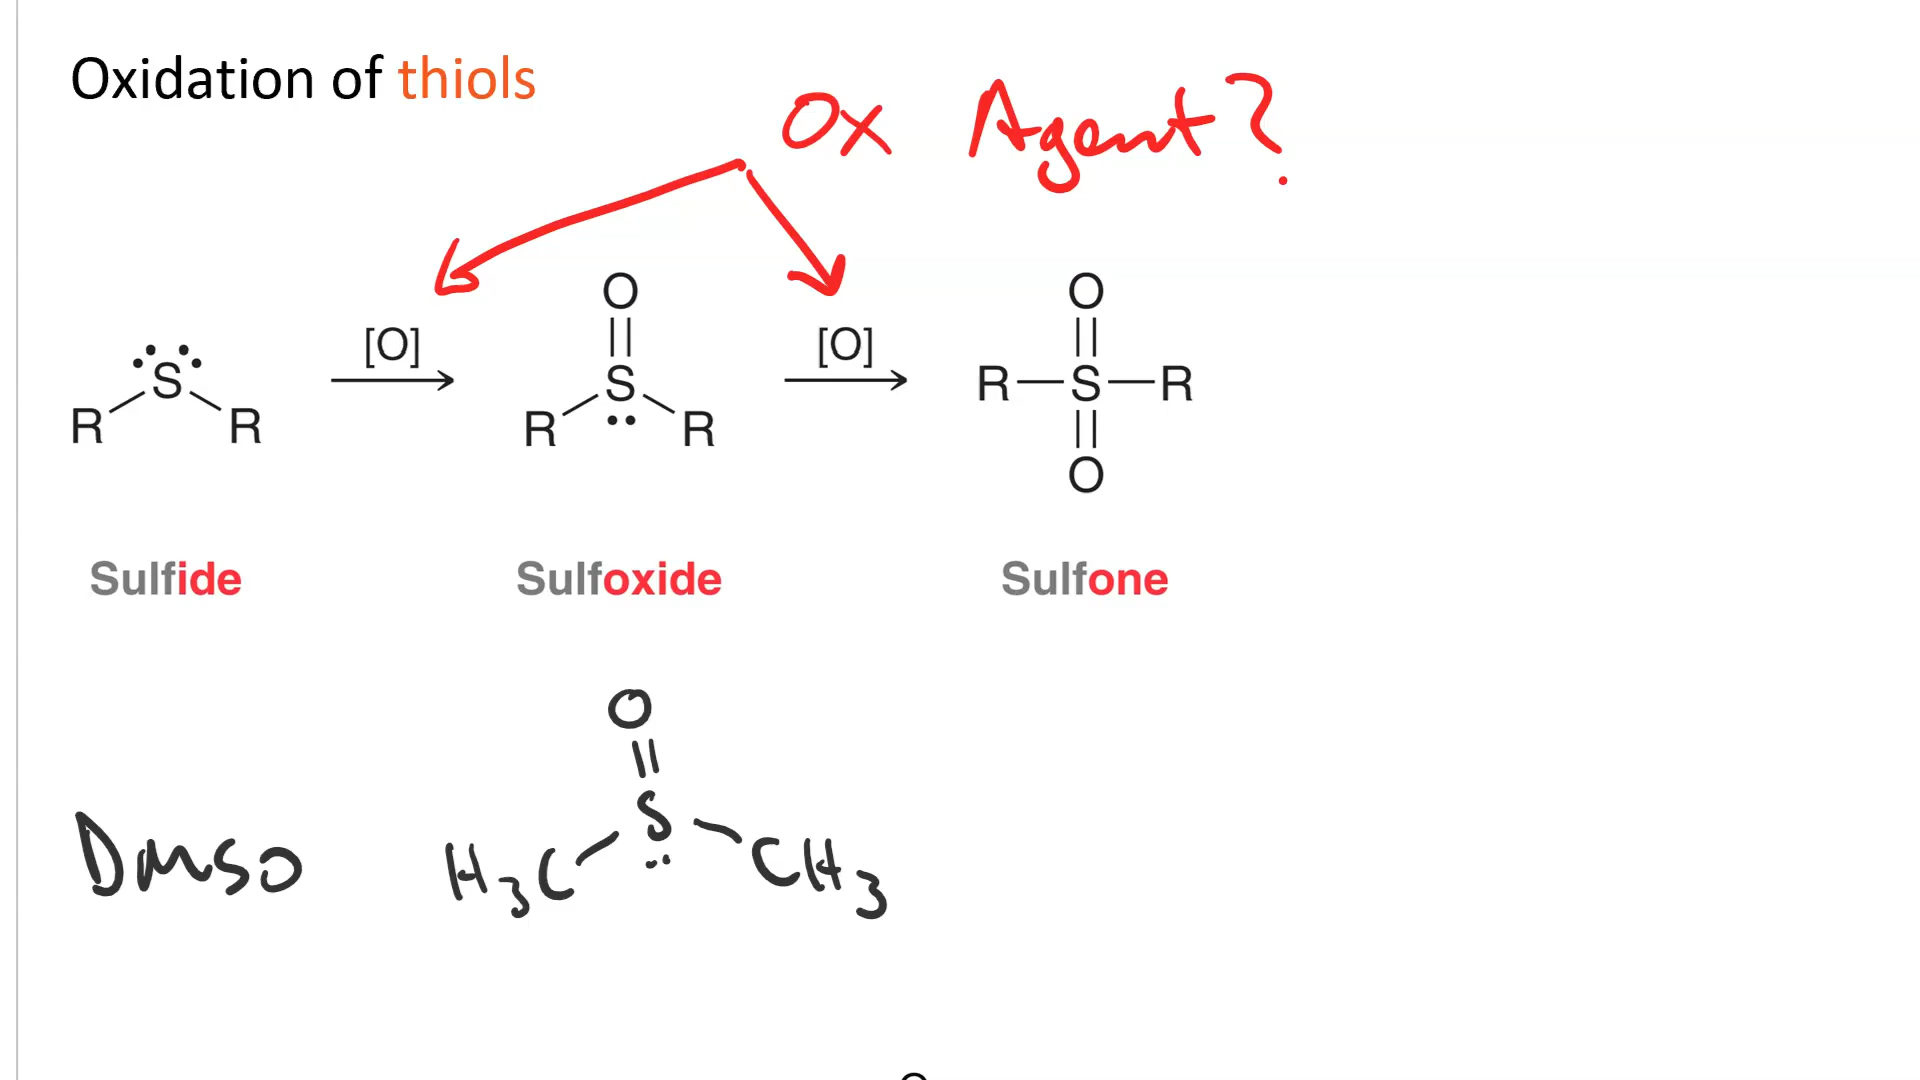 Oxidation of thiols
Ox Agent?
[O] [O]
O O
S S R S R
R R R R O
Sulfide Sulfoxide Sulfone
O
S
DMSO H3C CH3